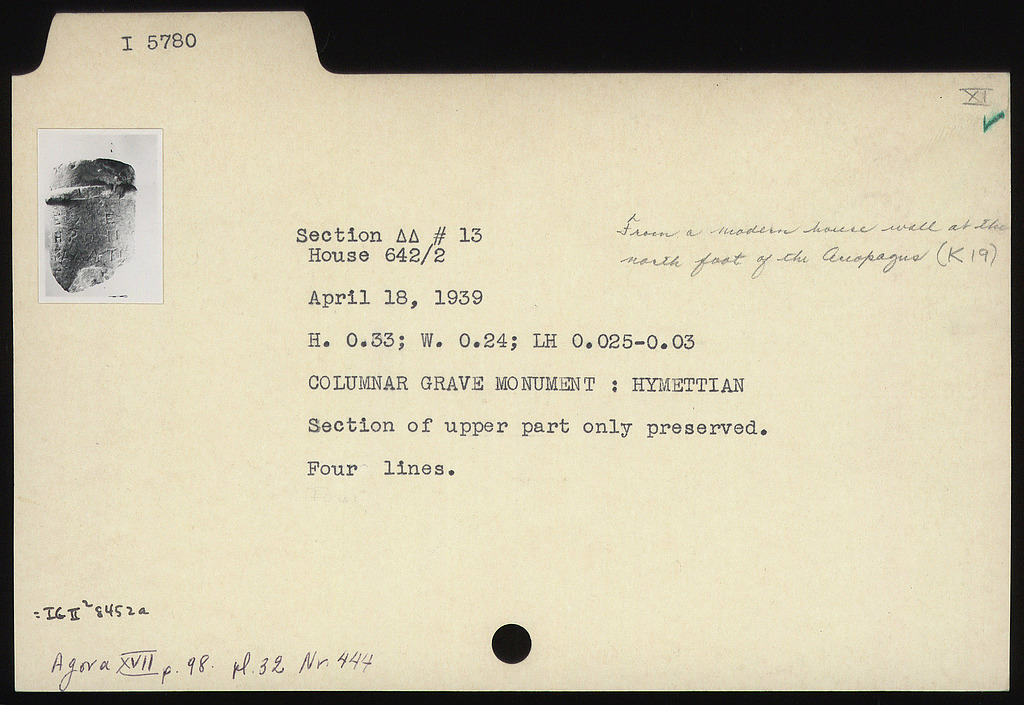 I 5780
XI
Section ΔΔ # 13
House 642/2
From a modern house wall at the
north foot of the Areopagus (K 19)
April 18, 1939
H. 0.33; W. 0.24; LH 0.025-0.03
COLUMNAR GRAVE MONUMENT : HYMETTIAN
Section of upper part only preserved.
Four lines.
= IG II² 8452a
Agora XVII p. 98. pl. 32 Nr. 444